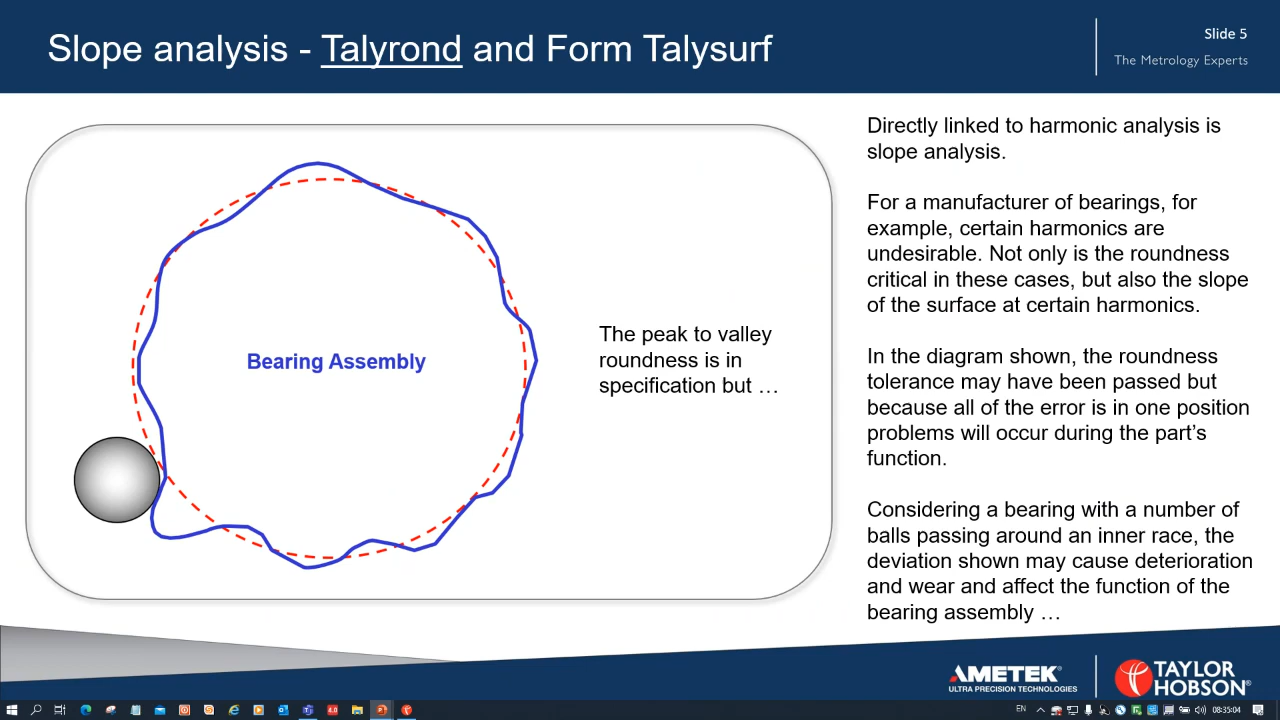 Slope analysis - Talyrond and Form Talysurf
Slide 5
The Metrology Experts
Bearing Assembly
The peak to valley
roundness is in
specification but …
Directly linked to harmonic analysis is
slope analysis.
For a manufacturer of bearings, for
example, certain harmonics are
undesirable. Not only is the roundness
critical in these cases, but also the slope
of the surface at certain harmonics.
In the diagram shown, the roundness
tolerance may have been passed but
because all of the error is in one position
problems will occur during the part’s
function.
Considering a bearing with a number of
balls passing around an inner race, the
deviation shown may cause deterioration
and wear and affect the function of the
bearing assembly …
AMETEK®
ULTRA PRECISION TECHNOLOGIES
TAYLOR
HOBSON®
4.0
EN
08:35:04